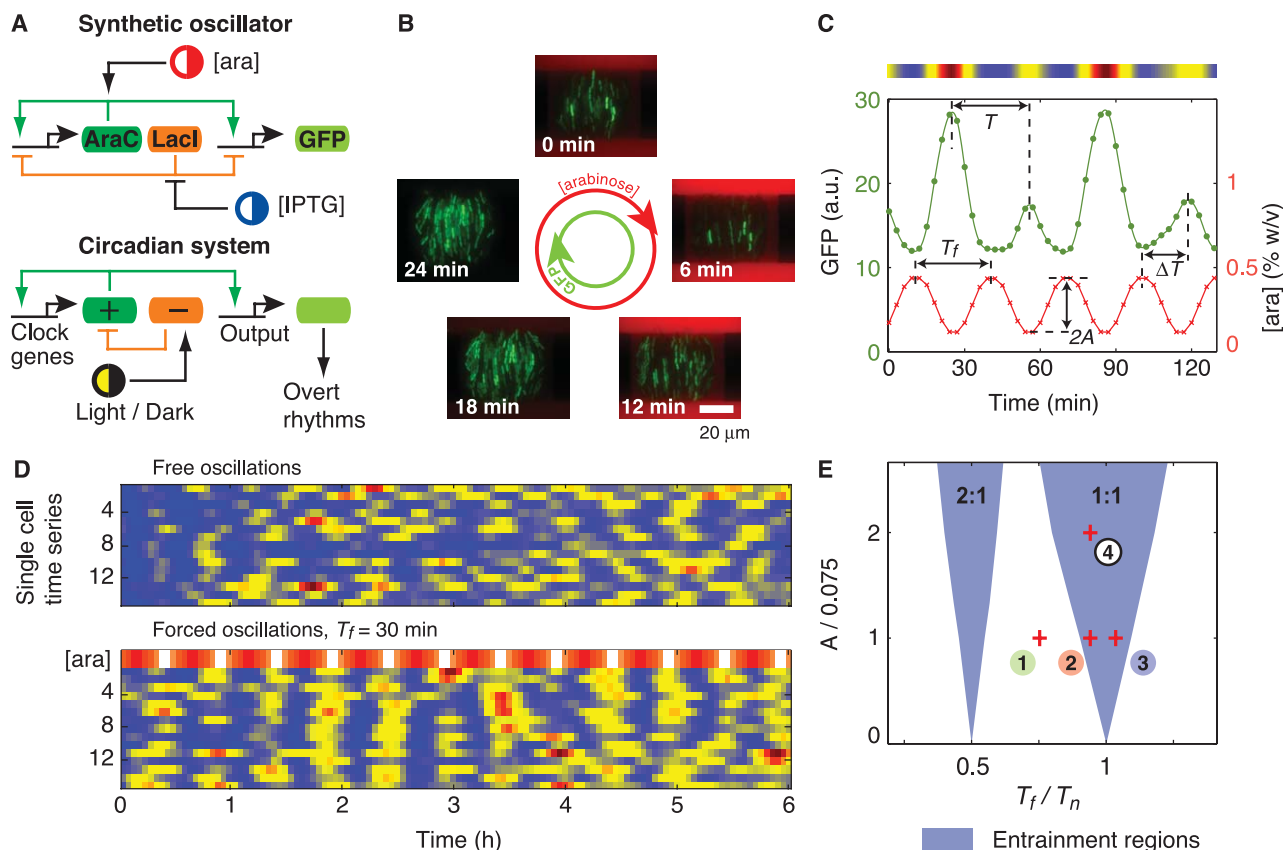 A
Synthetic oscillator
[ara]
AraC
LacI
GFP
[IPTG]
Circadian system
+
−
Clock
genes
Output
Light / Dark
Overt
rhythms
B
0 min
[arabinose]
GFP
24 min
6 min
18 min
12 min
20 µm
C
30
20
10
0
GFP (a.u.)
T
T_f
ΔT
2A
1
0.5
0
[ara] (% w/v)
0 30 60 90 120
Time (min)
D
Free oscillations
Single cell
time series
4
8
12
Forced oscillations, T_f = 30 min
[ara]
4
8
12
0 1 2 3 4 5 6
Time (h)
E
2:1
1:1
4
1
2
3
2
1
0
A / 0.075
0.5 1
T_f / T_n
Entrainment regions